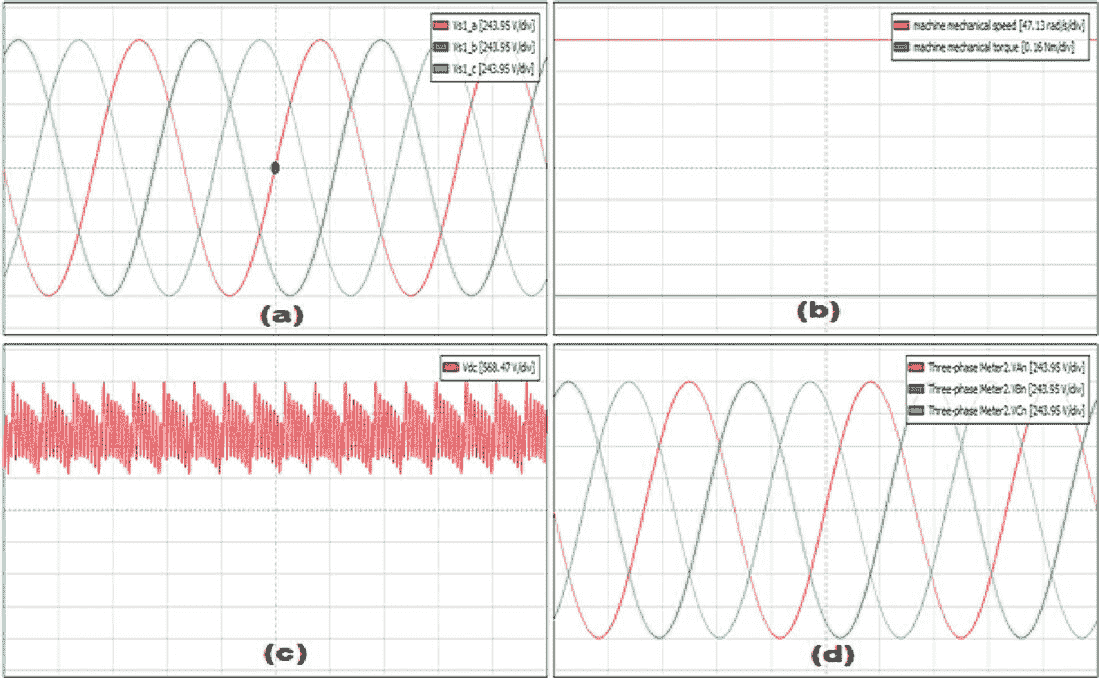 Vs1_a [243.95 V/div]
Vs1_b [243.95 V/div]
Vs1_c [243.95 V/div]
(a)
machine mechanical speed [47.13 rad/s/div]
machine mechanical torque [0.16 Nm/div]
(b)
Vdc [568.47 V/div]
(c)
Three-phase Meter2.VAn [243.95 V/div]
Three-phase Meter2.VBn [243.95 V/div]
Three-phase Meter2.VCn [243.95 V/div]
(d)